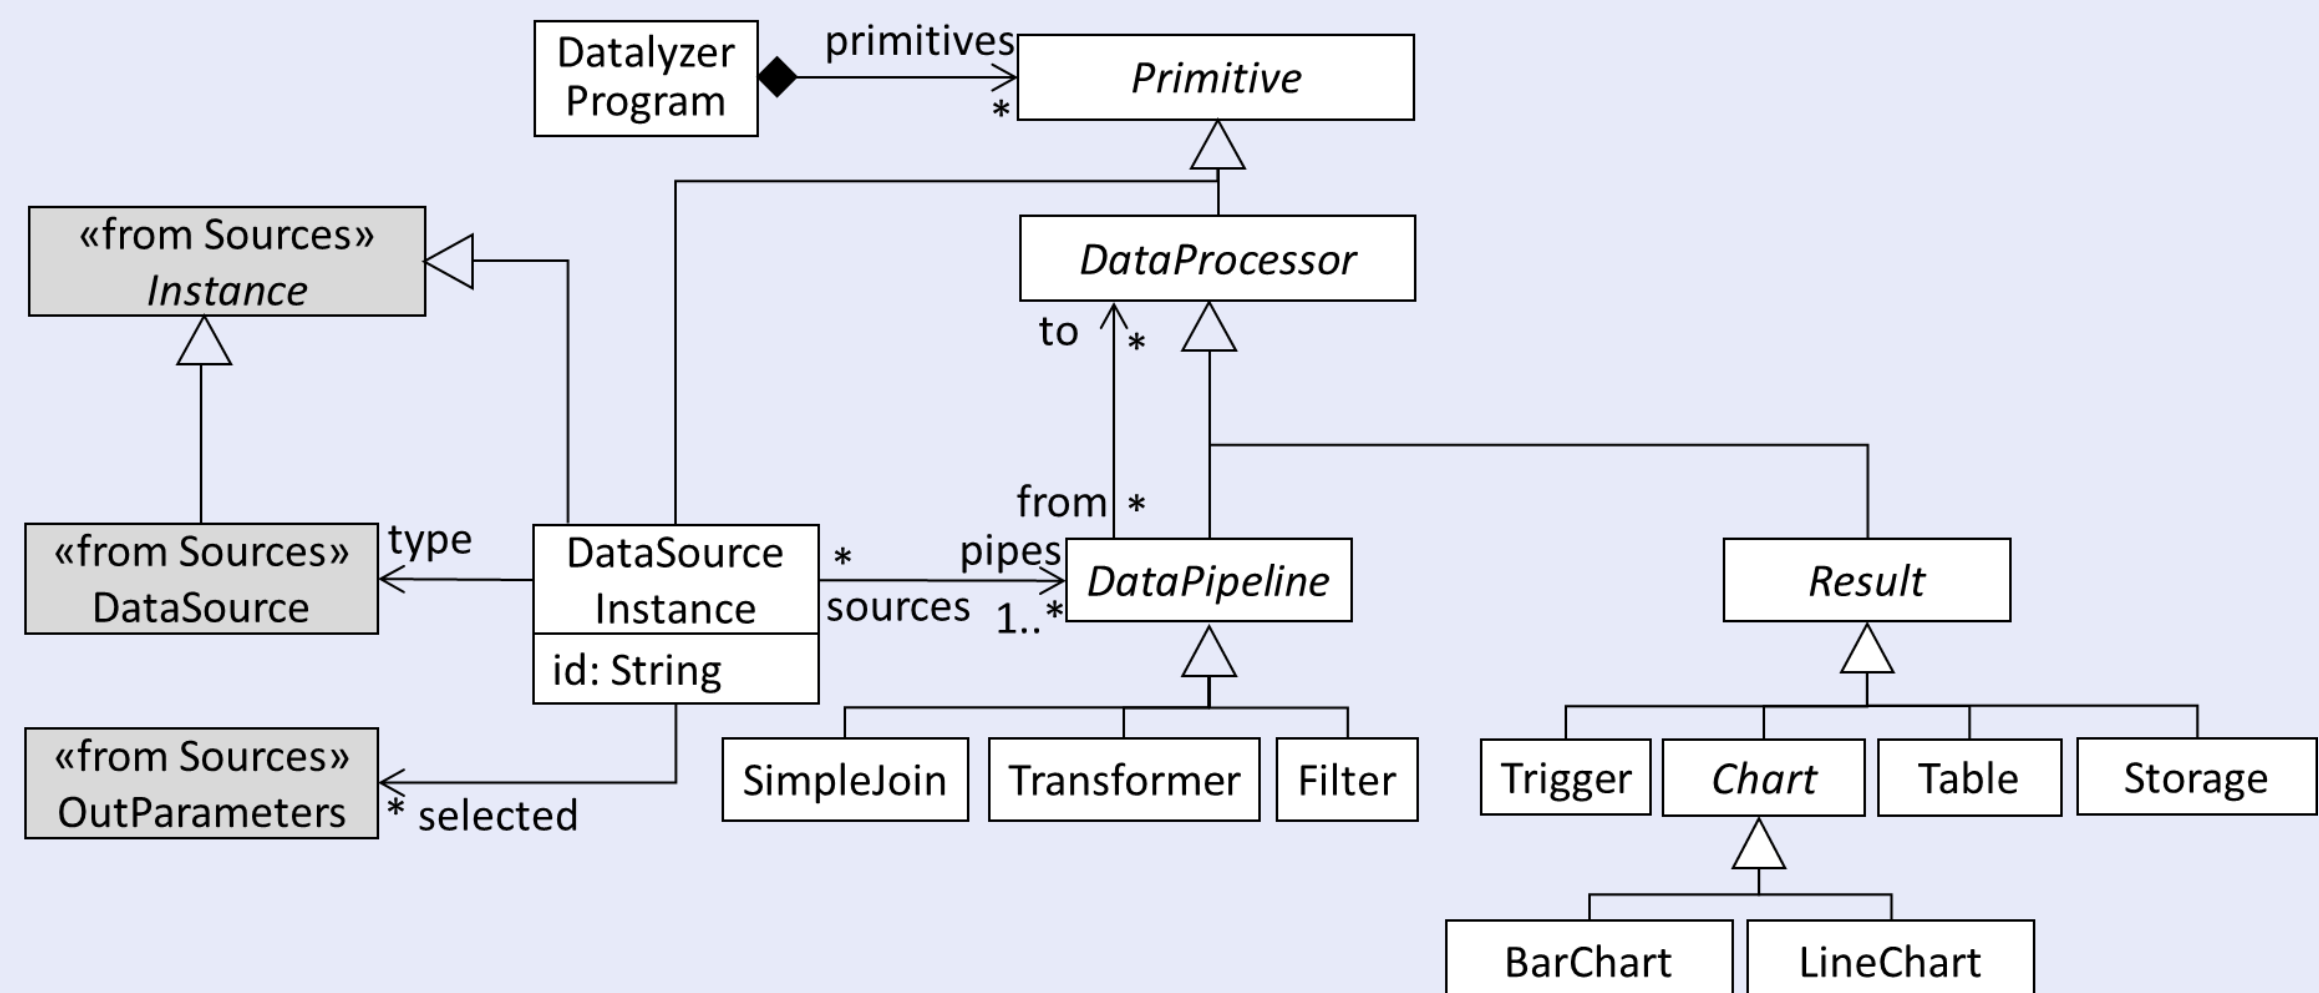 Datalyzer
Program
primitives
*
Primitive
«from Sources»
Instance
DataProcessor
to
*
from *
«from Sources»
DataSource
type
DataSource
Instance
id: String
*
sources
pipes
1..*
DataPipeline
Result
«from Sources»
OutParameters
* selected
SimpleJoin
Transformer
Filter
Trigger
Chart
Table
Storage
BarChart
LineChart